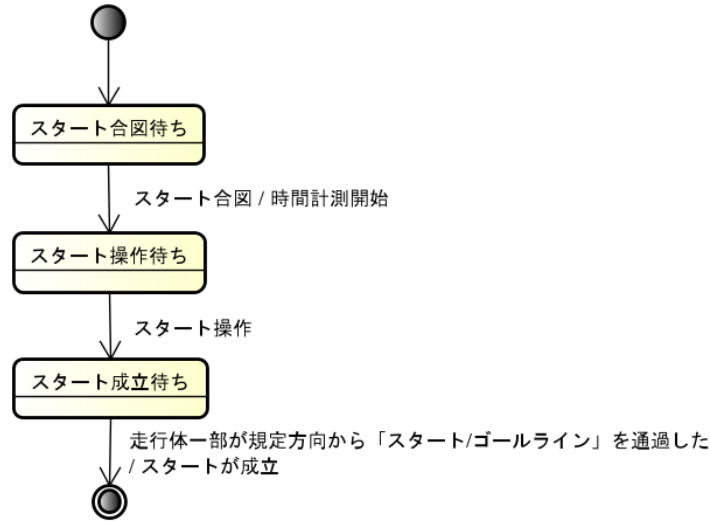 スタート合図待ち
スタート合図 / 時間計測開始
スタート操作待ち
スタート操作
スタート成立待ち
走行体一部が規定方向から「スタート/ゴールライン」を通過した
/ スタートが成立